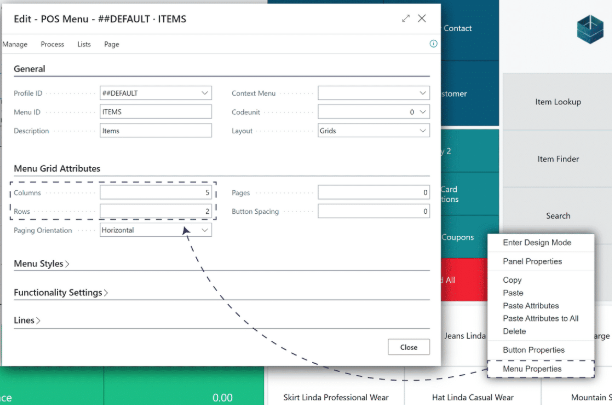 Edit - POS Menu - ##DEFAULT · ITEMS
Manage Process Lists Page
General
Profile ID ##DEFAULT Context Menu
Menu ID ITEMS Codeunit 0
Description Items Layout Grids
Menu Grid Attributes
Columns 5 Pages 0
Rows 2 Button Spacing 0
Paging Orientation Horizontal
Menu Styles
Functionality Settings
Lines
Close
Contact
Item Lookup
2
Item Finder
Card
Search
Coupons
All
Enter Design Mode
Panel Properties
Copy
Paste
Paste Attributes
Paste Attributes to All
Delete
Button Properties
Menu Properties
Jeans Linda
0.00
Skirt Linda Professional Wear
Hat Linda Casual Wear
Mountain S